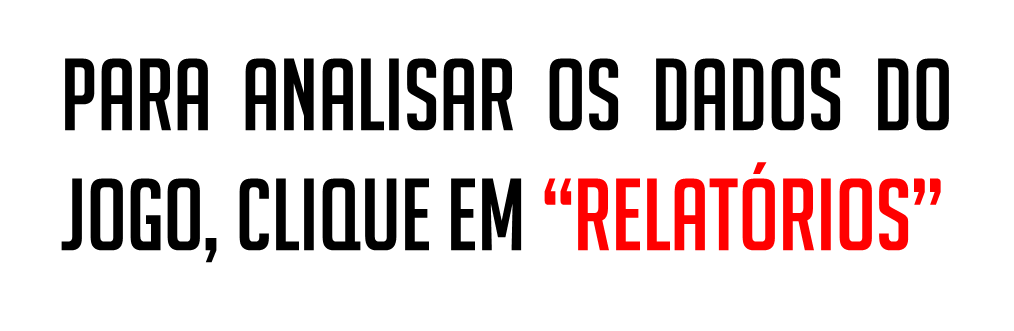 PARA ANALISAR OS DADOS DO
JOGO, CLIQUE EM “RELATÓRIOS”